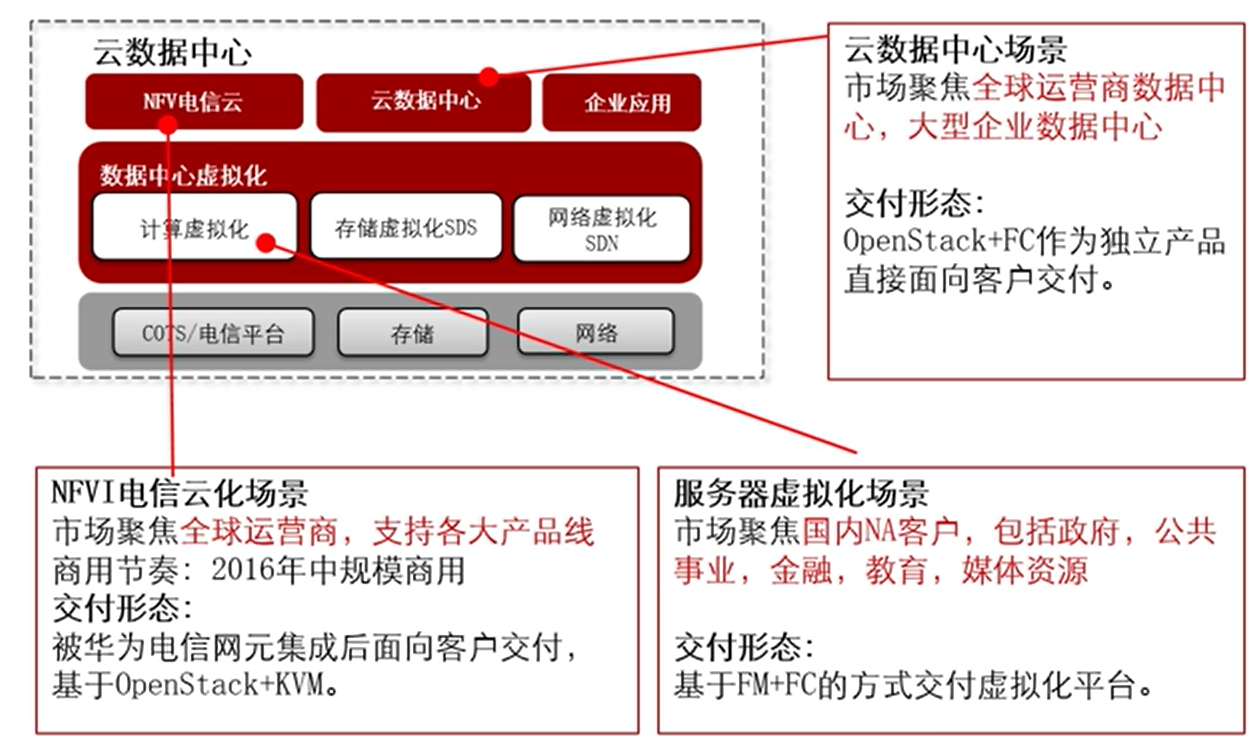 云数据中心
NFV电信云
云数据中心
企业应用
数据中心虚拟化
计算虚拟化
存储虚拟化SDS
网络虚拟化
SDN
COTS/电信平台
存储
网络
云数据中心场景
市场聚焦全球运营商数据中
心，大型企业数据中心
交付形态：
OpenStack+FC作为独立产品
直接面向客户交付。
NFVI电信云化场景
市场聚焦全球运营商，支持各大产品线
商用节奏：2016年中规模商用
交付形态：
被华为电信网元集成后面向客户交付，
基于OpenStack+KVM。
服务器虚拟化场景
市场聚焦国内NA客户，包括政府，公共
事业，金融，教育，媒体资源
交付形态：
基于FM+FC的方式交付虚拟化平台。